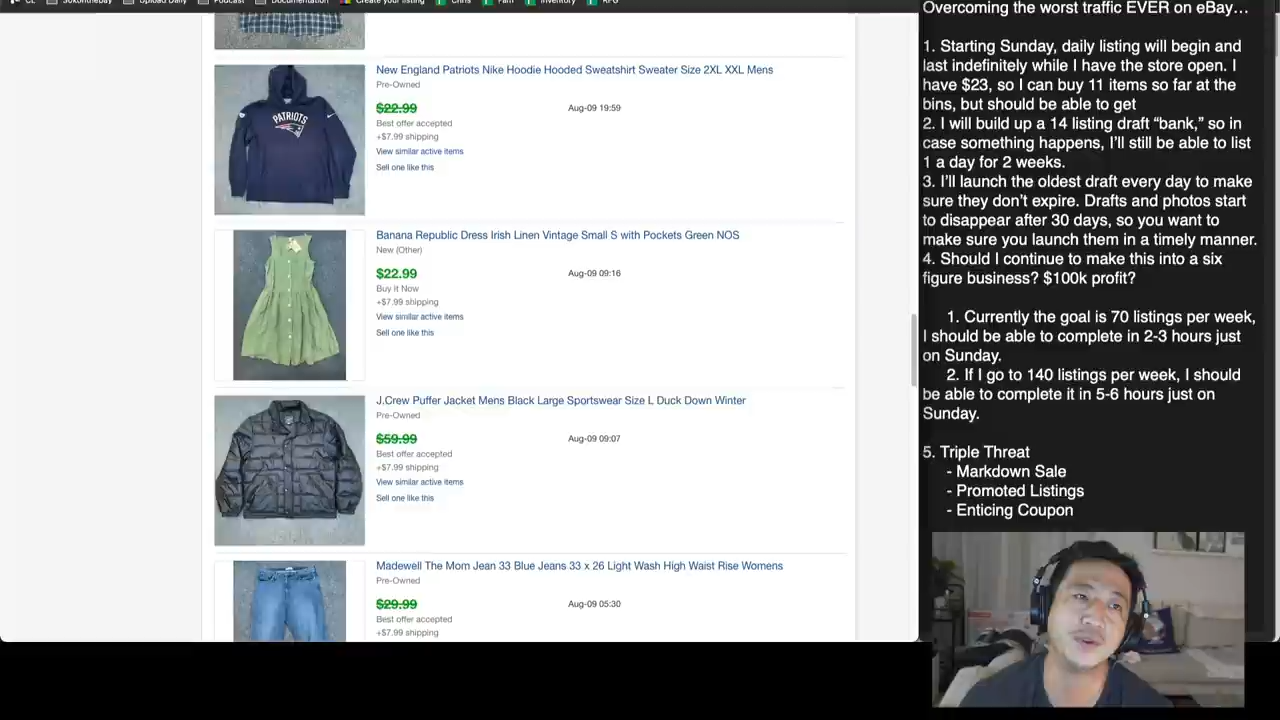 Upload Daily
Podcast
Documentation
Create your listing
Chris
Fam
Inventory
New England Patriots Nike Hoodie Hooded Sweatshirt Sweater Size 2XL XXL Mens
Pre-Owned
$22.99
Aug-09 19:59
Best offer accepted
+$7.99 shipping
View similar active items
Sell one like this
PATRIOTS
Banana Republic Dress Irish Linen Vintage Small S with Pockets Green NOS
New (Other)
$22.99
Aug-09 09:16
Buy It Now
+$7.99 shipping
View similar active items
Sell one like this
J.Crew Puffer Jacket Mens Black Large Sportswear Size L Duck Down Winter
Pre-Owned
$59.99
Aug-09 09:07
Best offer accepted
+$7.99 shipping
View similar active items
Sell one like this
Madewell The Mom Jean 33 Blue Jeans 33 x 26 Light Wash High Waist Rise Womens
Pre-Owned
$29.99
Aug-09 05:30
Best offer accepted
+$7.99 shipping
Overcoming the worst traffic EVER on eBay…
1. Starting Sunday, daily listing will begin and
last indefinitely while I have the store open. I
have $23, so I can buy 11 items so far at the
bins, but should be able to get
2. I will build up a 14 listing draft “bank,” so in
case something happens, I’ll still be able to list
1 a day for 2 weeks.
3. I’ll launch the oldest draft every day to make
sure they don’t expire. Drafts and photos start
to disappear after 30 days, so you want to
make sure you launch them in a timely manner.
4. Should I continue to make this into a six
figure business? $100k profit?
1. Currently the goal is 70 listings per week,
I should be able to complete in 2-3 hours just
on Sunday.
2. If I go to 140 listings per week, I should
be able to complete it in 5-6 hours just on
Sunday.
5. Triple Threat
- Markdown Sale
- Promoted Listings
- Enticing Coupon